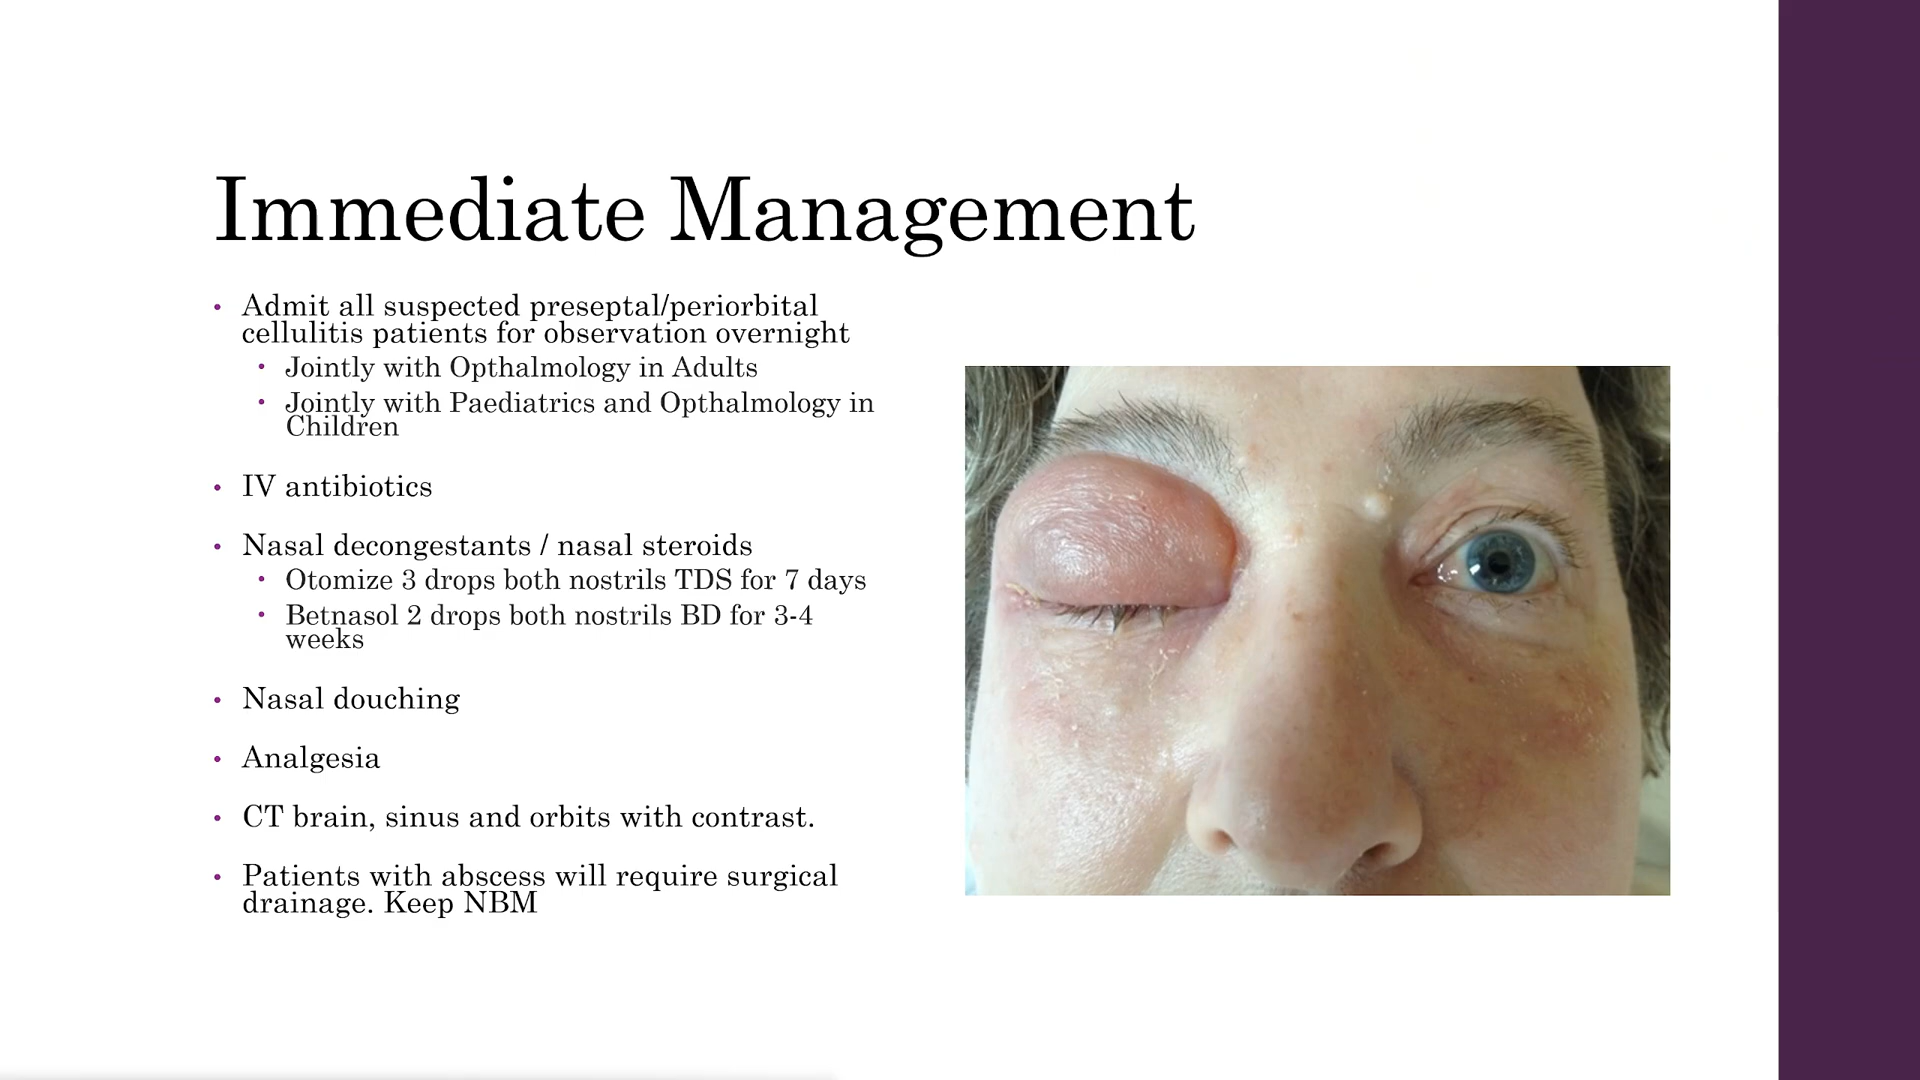 Immediate Management
• Admit all suspected preseptal/periorbital
cellulitis patients for observation overnight
• Jointly with Opthalmology in Adults
• Jointly with Paediatrics and Opthalmology in
Children
• IV antibiotics
• Nasal decongestants / nasal steroids
• Otomize 3 drops both nostrils TDS for 7 days
• Betnasol 2 drops both nostrils BD for 3-4
weeks
• Nasal douching
• Analgesia
• CT brain, sinus and orbits with contrast.
• Patients with abscess will require surgical
drainage. Keep NBM